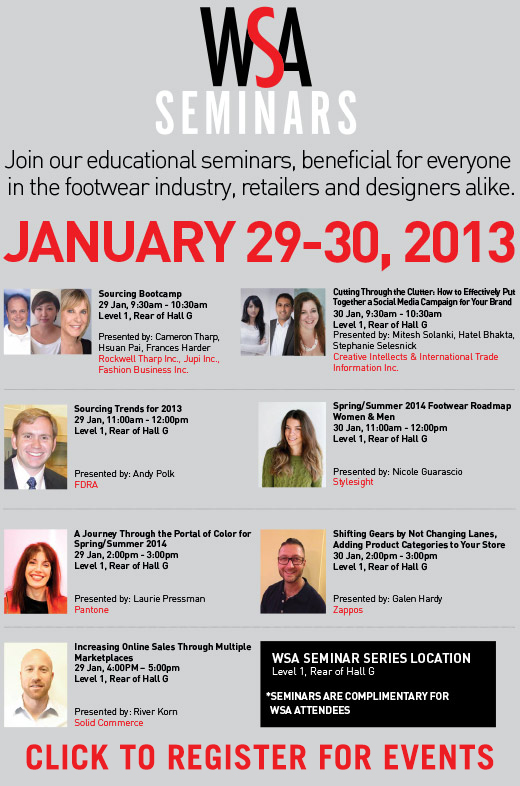 WSA
SEMINARS
Join our educational seminars, beneficial for everyone
in the footwear industry, retailers and designers alike.
JANUARY 29-30, 2013
Sourcing Bootcamp
29 Jan, 9:30am - 10:30am
Level 1, Rear of Hall G
Presented by: Cameron Tharp,
Hsuan Pai, Frances Harder
Rockwell Tharp Inc., Jupi Inc.,
Fashion Business Inc.
Cutting Through the Clutter: How to Effectively Put
Together a Social Media Campaign for Your Brand
30 Jan, 9:30am - 10:30am
Level 1, Rear of Hall G
Presented by: Mitesh Solanki, Hatel Bhakta,
Stephanie Selesnick
Creative Intellects & International Trade
Information Inc.
Sourcing Trends for 2013
29 Jan, 11:00am - 12:00pm
Level 1, Rear of Hall G
Presented by: Andy Polk
FDRA
Spring/Summer 2014 Footwear Roadmap
Women & Men
30 Jan, 11:00am - 12:00pm
Level 1, Rear of Hall G
Presented by: Nicole Guarascio
Stylesight
A Journey Through the Portal of Color for
Spring/Summer 2014
29 Jan, 2:00pm - 3:00pm
Level 1, Rear of Hall G
Presented by: Laurie Pressman
Pantone
Shifting Gears by Not Changing Lanes,
Adding Product Categories to Your Store
30 Jan, 2:00pm - 3:00pm
Level 1, Rear of Hall G
Presented by: Galen Hardy
Zappos
Increasing Online Sales Through Multiple
Marketplaces
29 Jan, 4:00PM – 5:00pm
Level 1, Rear of Hall G
Presented by: River Korn
Solid Commerce
WSA SEMINAR SERIES LOCATION
Level 1, Rear of Hall G
*SEMINARS ARE COMPLIMENTARY FOR
WSA ATTENDEES
CLICK TO REGISTER FOR EVENTS